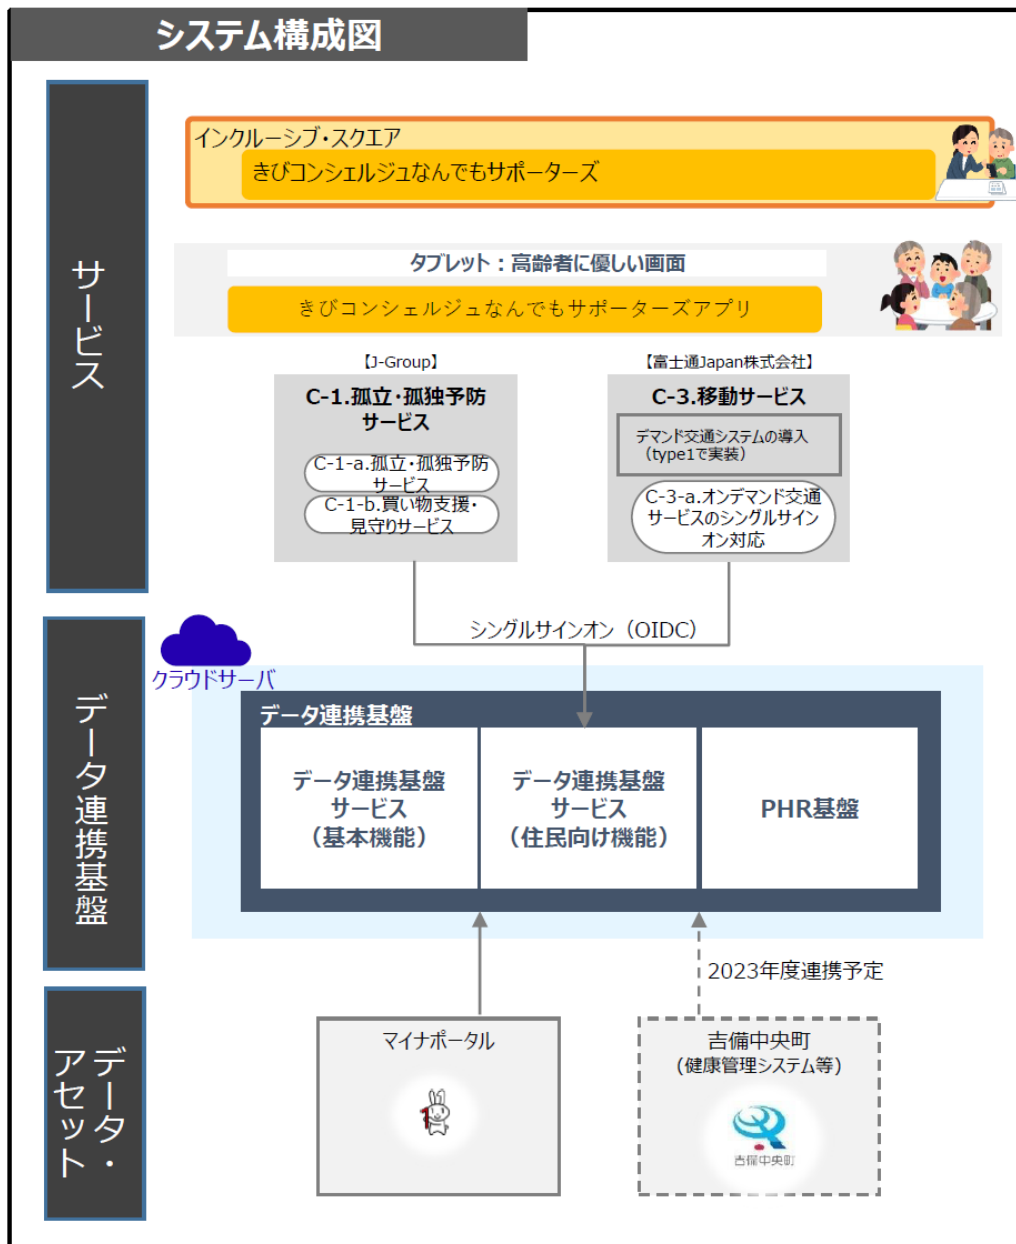 システム構成図
サービス
インクルーシブ・スクエア
きびコンシェルジュなんでもサポーターズ
タブレット：高齢者に優しい画面
きびコンシェルジュなんでもサポーターズアプリ
【J-Group】
C-1.孤立・孤独予防
サービス
C-1-a.孤立・孤独予防
サービス
C-1-b.買い物支援・
見守りサービス
【富士通Japan株式会社】
C-3.移動サービス
デマンド交通システムの導入
（type1で実装）
C-3-a.オンデマンド交通
サービスのシングルサイン
オン対応
シングルサインオン（OIDC）
データ連携基盤
クラウドサーバ
データ連携基盤
データ連携基盤
サービス
（基本機能）
データ連携基盤
サービス
（住民向け機能）
PHR基盤
2023年度連携予定
データ・
アセット
マイナポータル
吉備中央町
(健康管理システム等)
吉備中央町